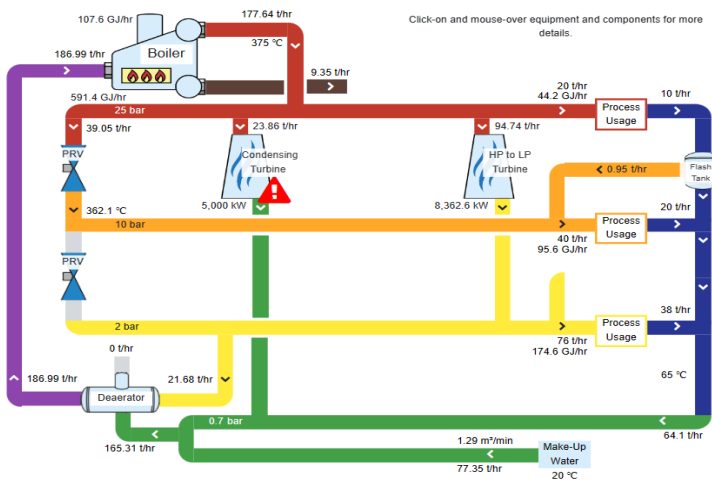 Click-on and mouse-over equipment and components for more
details.
107.6 GJ/hr
177.64 t/hr
375 ℃
186.99 t/hr
Boiler
9.35 t/hr
591.4 GJ/hr
25 bar
20 t/hr
44.2 GJ/hr
Process
Usage
10 t/hr
39.05 t/hr
23.86 t/hr
94.74 t/hr
PRV
Condensing
Turbine
HP to LP
Turbine
0.95 t/hr
Flash
Tank
362.1 ℃
5,000 kW
8,362.6 kW
20 t/hr
10 bar
40 t/hr
95.6 GJ/hr
Process
Usage
PRV
38 t/hr
2 bar
76 t/hr
174.6 GJ/hr
Process
Usage
0 t/hr
186.99 t/hr
21.68 t/hr
65 ℃
Deaerator
0.7 bar
165.31 t/hr
64.1 t/hr
1.29 m³/min
77.35 t/hr
Make-Up
Water
20 ℃